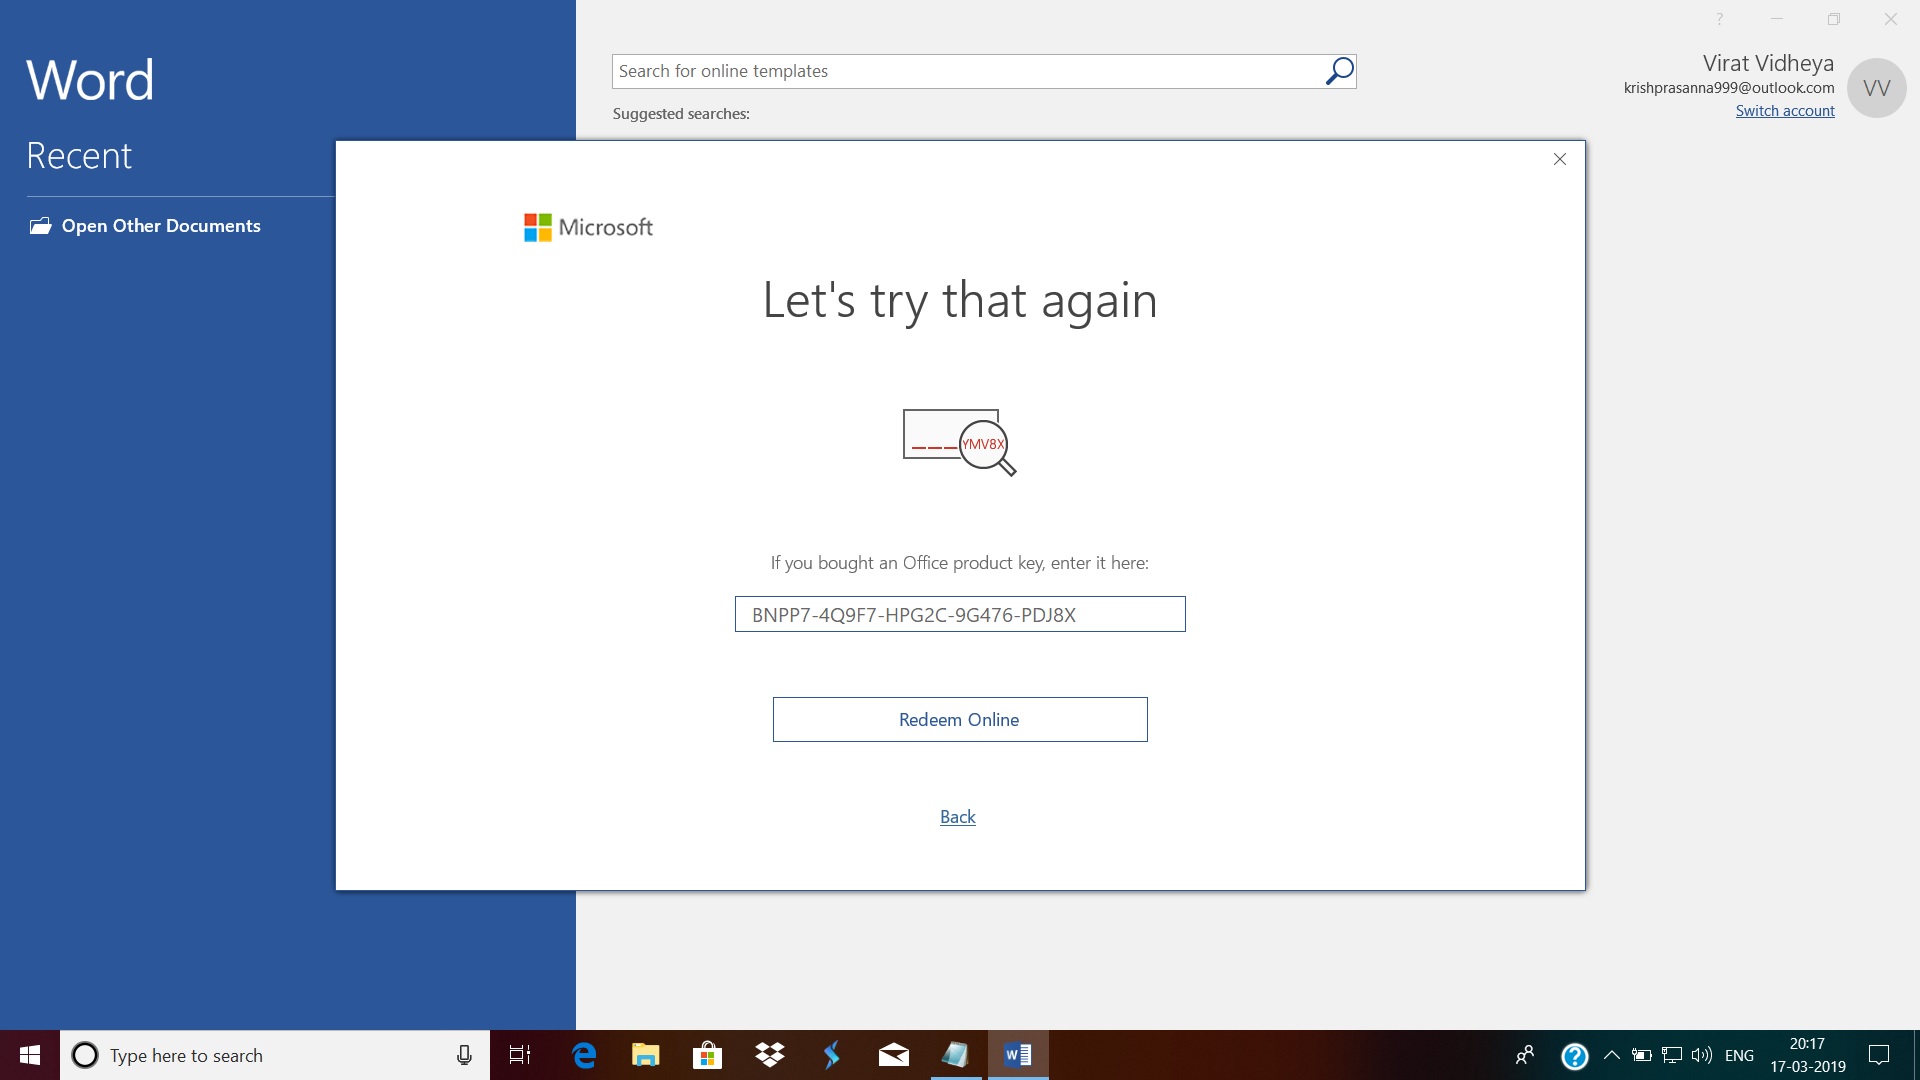 ?
Word
Search for online templates
Suggested searches:
Virat Vidheya
krishprasanna999@outlook.com
Switch account
VV
Recent
Open Other Documents
Microsoft
Let's try that again
YMV8X
If you bought an Office product key, enter it here:
BNPP7-4Q9F7-HPG2C-9G476-PDJ8X
Redeem Online
Back
Type here to search
ENG
20:17
17-03-2019